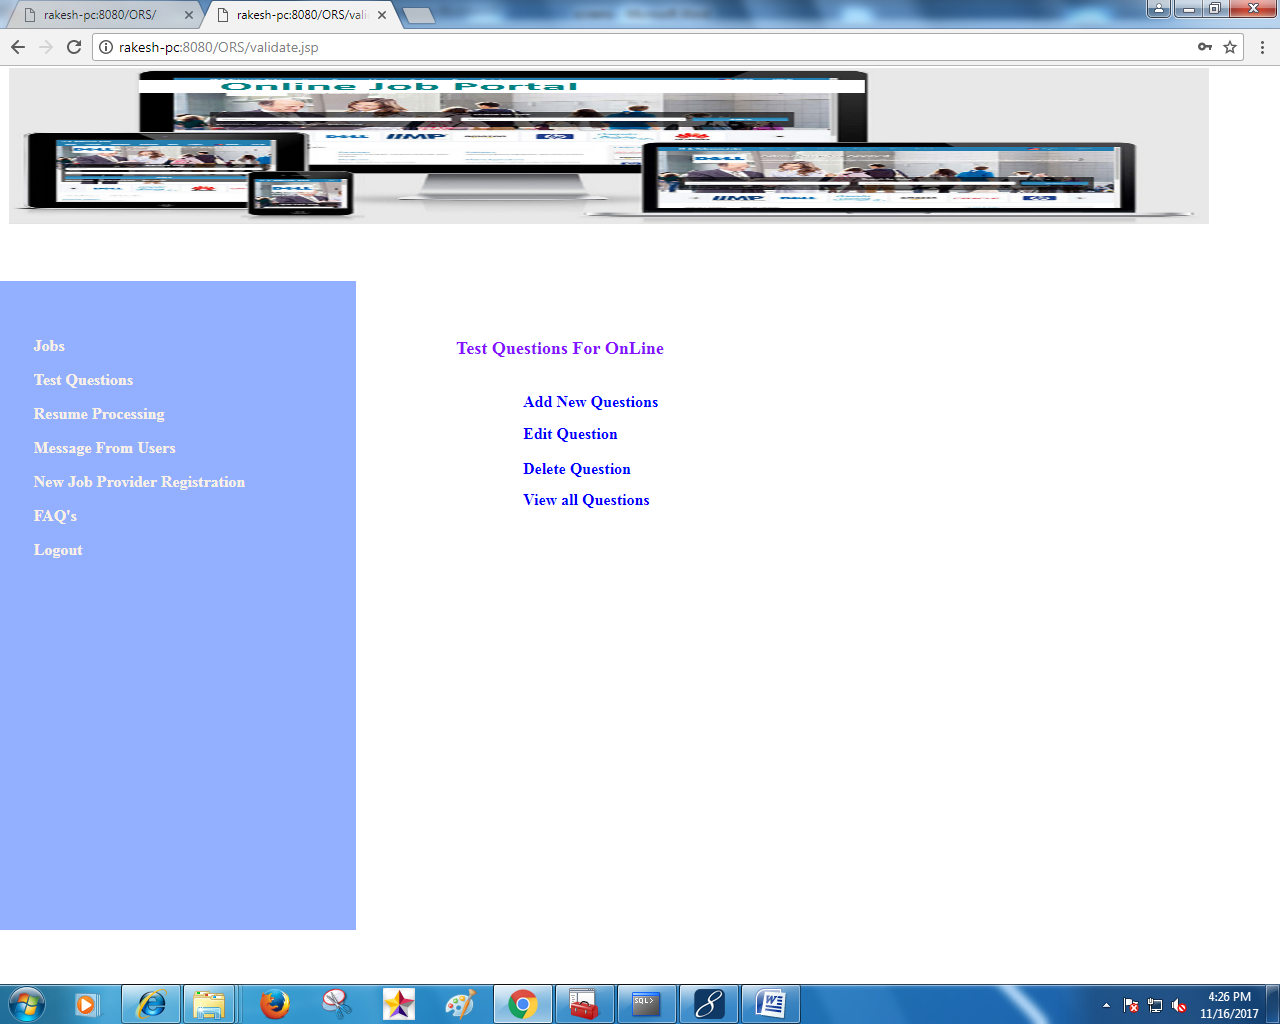 rakesh-pc:8080/ORS/
rakesh-pc:8080/ORS/vali
rakesh-pc:8080/ORS/validate.jsp
Online Job Portal
Jobs
Test Questions
Resume Processing
Message From Users
New Job Provider Registration
FAQ's
Logout
Test Questions For OnLine
Add New Questions
Edit Question
Delete Question
View all Questions
4:26 PM
11/16/2017